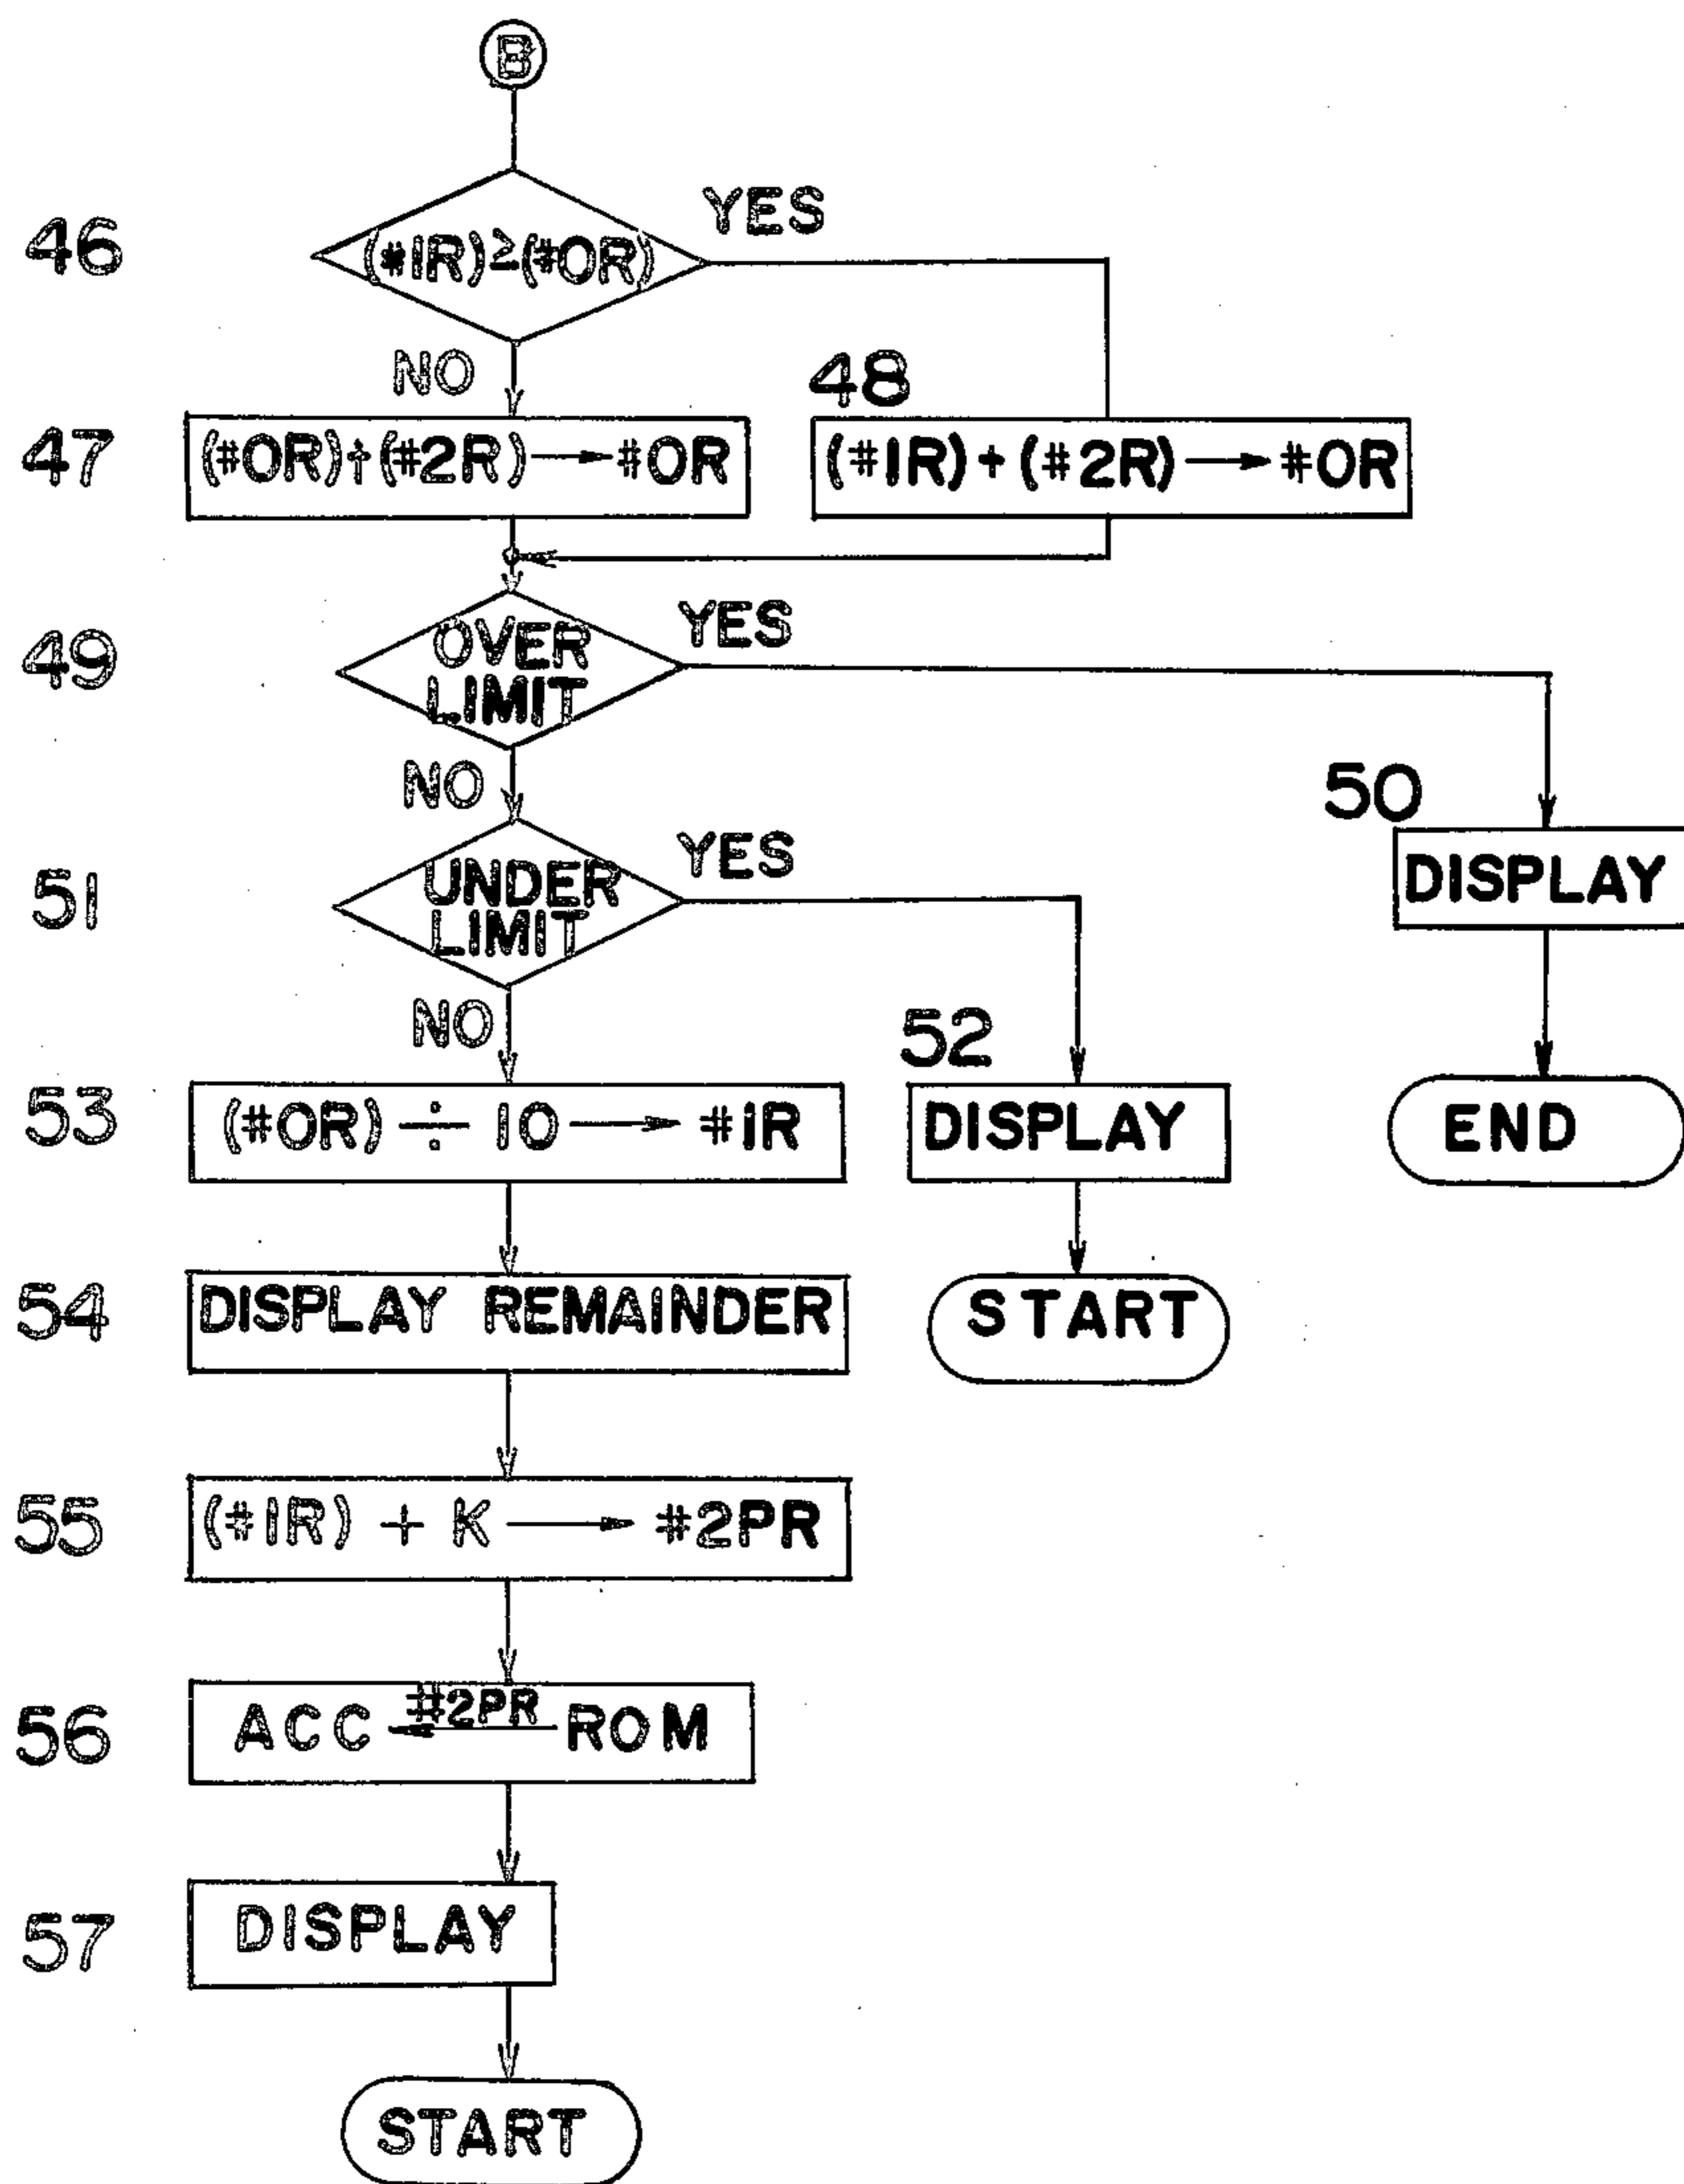 B
46
(#1R)≥(#0R)
YES
NO
48
47
(#0R)+(#2R)→#0R
(#1R)+(#2R)→#0R
49
OVER
LIMIT
YES
NO
50
DISPLAY
51
UNDER
LIMIT
YES
NO
52
END
53
(#0R) ÷ 10 → #1R
DISPLAY
54
DISPLAY REMAINDER
START
55
(#1R) + K → #2PR
56
ACC ← #2PR ROM
57
DISPLAY
START